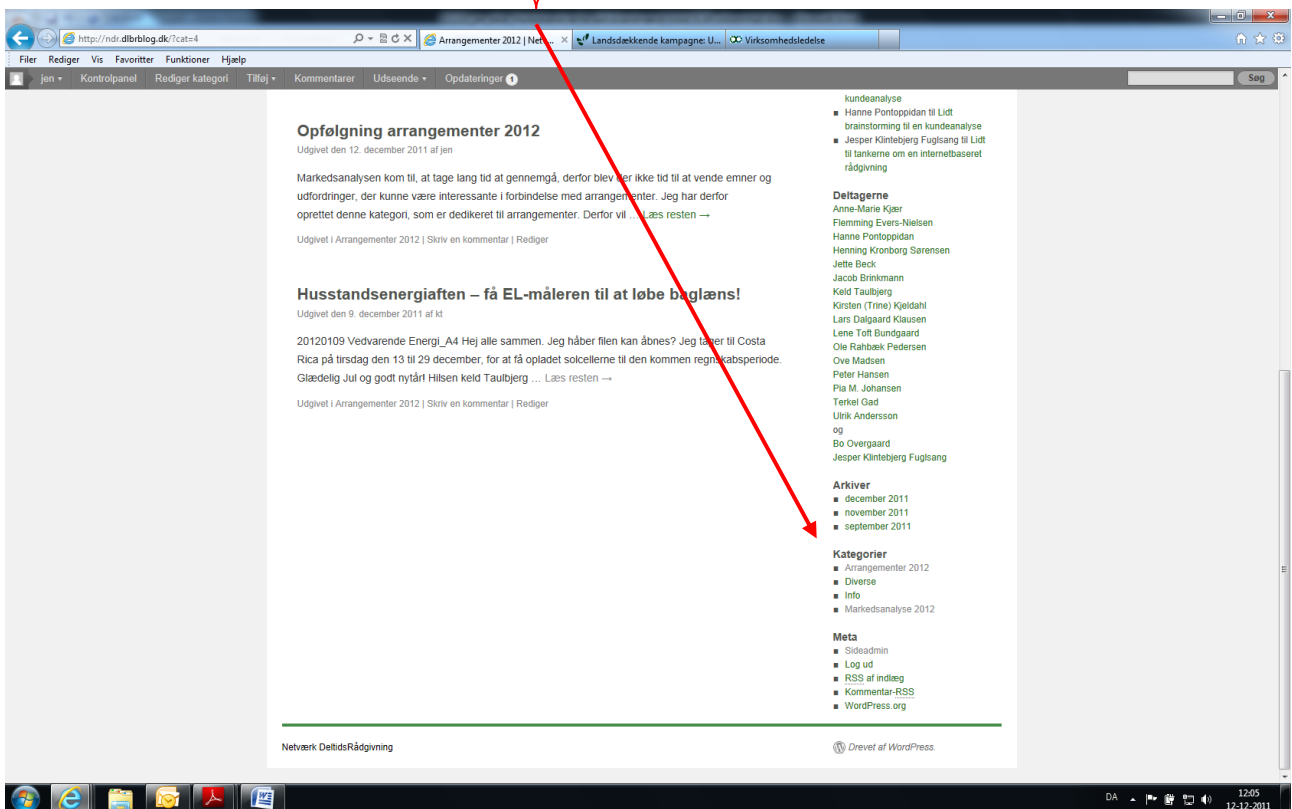 http://ndr.dlbrblog.dk/?cat=4
Arrangementer 2012 | Net ...
Landsdækkende kampagne: U...
Virksomhedsledelse
Filer Rediger Vis Favoritter Funktioner Hjælp
jen Kontrolpanel Rediger kategori Tilføj Kommentarer Udseende Opdateringer 1
Søg
Opfølgning arrangementer 2012
Udgivet den 12. december 2011 af jen
Markedsanalysen kom til, at tage lang tid at gennemgå, derfor blev der ikke tid til at vende emner og
udfordringer, der kunne være interessante i forbindelse med arrangementer. Jeg har derfor
oprettet denne kategori, som er dedikeret til arrangementer. Derfor vil … Læs resten →
Udgivet i Arrangementer 2012 | Skriv en kommentar | Rediger
Husstandsenergiaften – få EL-måleren til at løbe baglæns!
Udgivet den 9. december 2011 af kt
20120109 Vedvarende Energi_A4 Hej alle sammen. Jeg håber filen kan åbnes? Jeg tager til Costa
Rica på tirsdag den 13 til 29 december, for at få opladet solcellerne til den kommen regnskabsperiode.
Glædelig Jul og godt nytår! Hilsen keld Taulbjerg … Læs resten →
Udgivet i Arrangementer 2012 | Skriv en kommentar | Rediger
kundeanalyse
Hanne Pontoppidan til Lidt
brainstorming til en kundeanalyse
Jesper Klintebjerg Fuglsang til Lidt
til tankerne om en internetbaseret
rådgivning
Deltagerne
Anne-Marie Kjær
Flemming Evers-Nielsen
Hanne Pontoppidan
Henning Kronborg Sørensen
Jette Beck
Jacob Brinkmann
Keld Taulbjerg
Kirsten (Trine) Kjeldahl
Lars Dalgaard Klausen
Lene Toft Bundgaard
Ole Rahbæk Pedersen
Ove Madsen
Peter Hansen
Pia M. Johansen
Terkel Gad
Ulrik Andersson
og
Bo Overgaard
Jesper Klintebjerg Fuglsang
Arkiver
december 2011
november 2011
september 2011
Kategorier
Arrangementer 2012
Diverse
Info
Markedsanalyse 2012
Meta
Sideadmin
Log ud
RSS af indlæg
Kommentar-RSS
WordPress.org
Netværk DeltidsRådgivning
Drevet af WordPress.
DA
12:05
12-12-2011